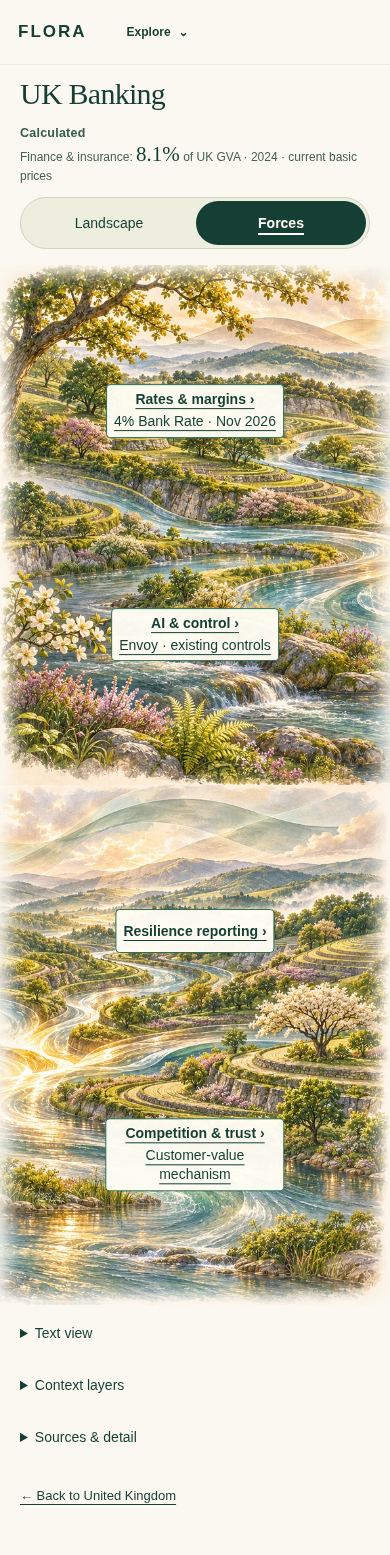 FLORA
Explore ⌄
UK Banking
Calculated
Finance & insurance: 8.1% of UK GVA · 2024 · current basic
prices
Landscape
Forces
Rates & margins ›
4% Bank Rate · Nov 2026
AI & control ›
Envoy · existing controls
Resilience reporting ›
Competition & trust ›
Customer-value
mechanism
▶ Text view
▶ Context layers
▶ Sources & detail
← Back to United Kingdom